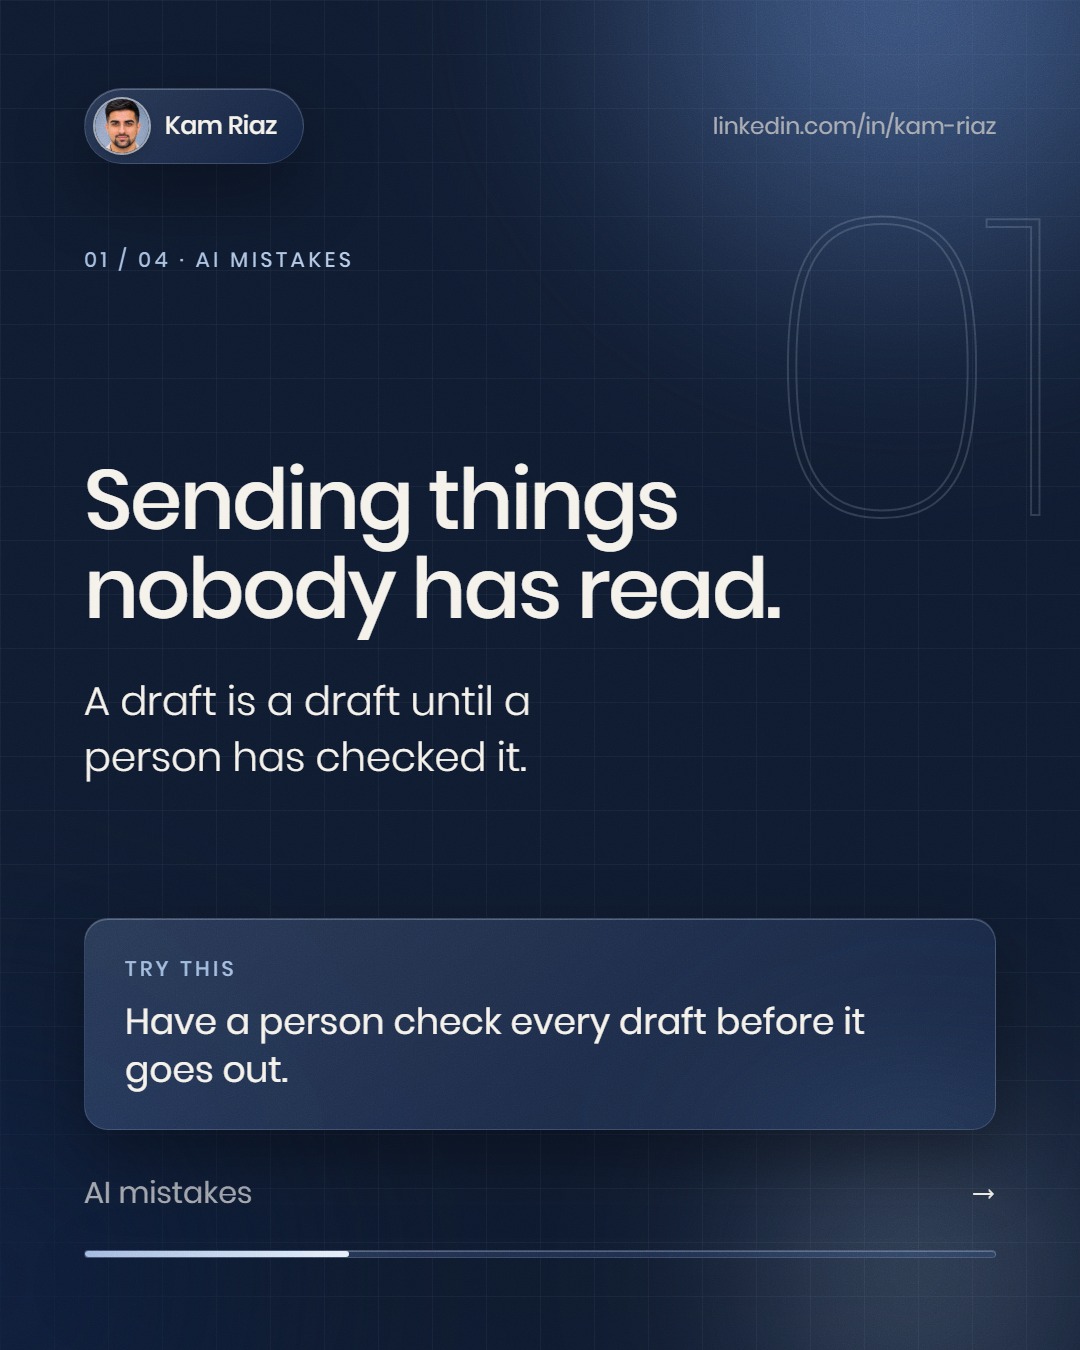 Kam Riaz
linkedin.com/in/kam-riaz
01 / 04 · AI MISTAKES
01
Sending things
nobody has read.
A draft is a draft until a
person has checked it.
TRY THIS
Have a person check every draft before it
goes out.
AI mistakes →